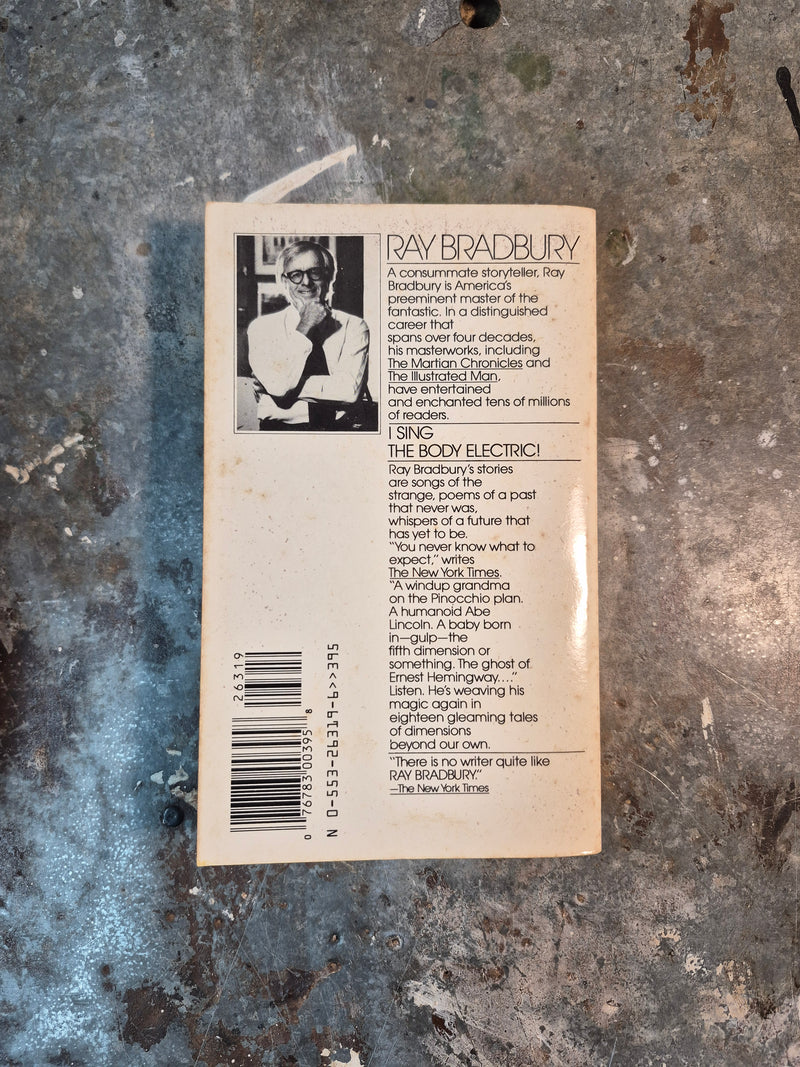 RAY BRADBURY
A consummate storyteller, Ray
Bradbury is America's
preeminent master of the
fantastic. In a distinguished
career that
spans over four decades,
his masterworks, including
The Martian Chronicles and
The Illustrated Man,
have entertained
and enchanted tens of millions
of readers.
I SING
THE BODY ELECTRIC!
Ray Bradbury's stories
are songs of the
strange, poems of a past
that never was,
whispers of a future that
has yet to be.
"You never know what to
expect," writes
The New York Times.
"A windup grandma
on the Pinocchio plan.
A humanoid Abe
Lincoln. A baby born
in—gulp—the
fifth dimension or
something. The ghost of
Ernest Hemingway...."
Listen. He's weaving his
magic again in
eighteen gleaming tales
of dimensions
beyond our own.
"There is no writer quite like
RAY BRADBURY."
—The New York Times
26319
0 76783 00395 8
N 0-553-26319-6>>395